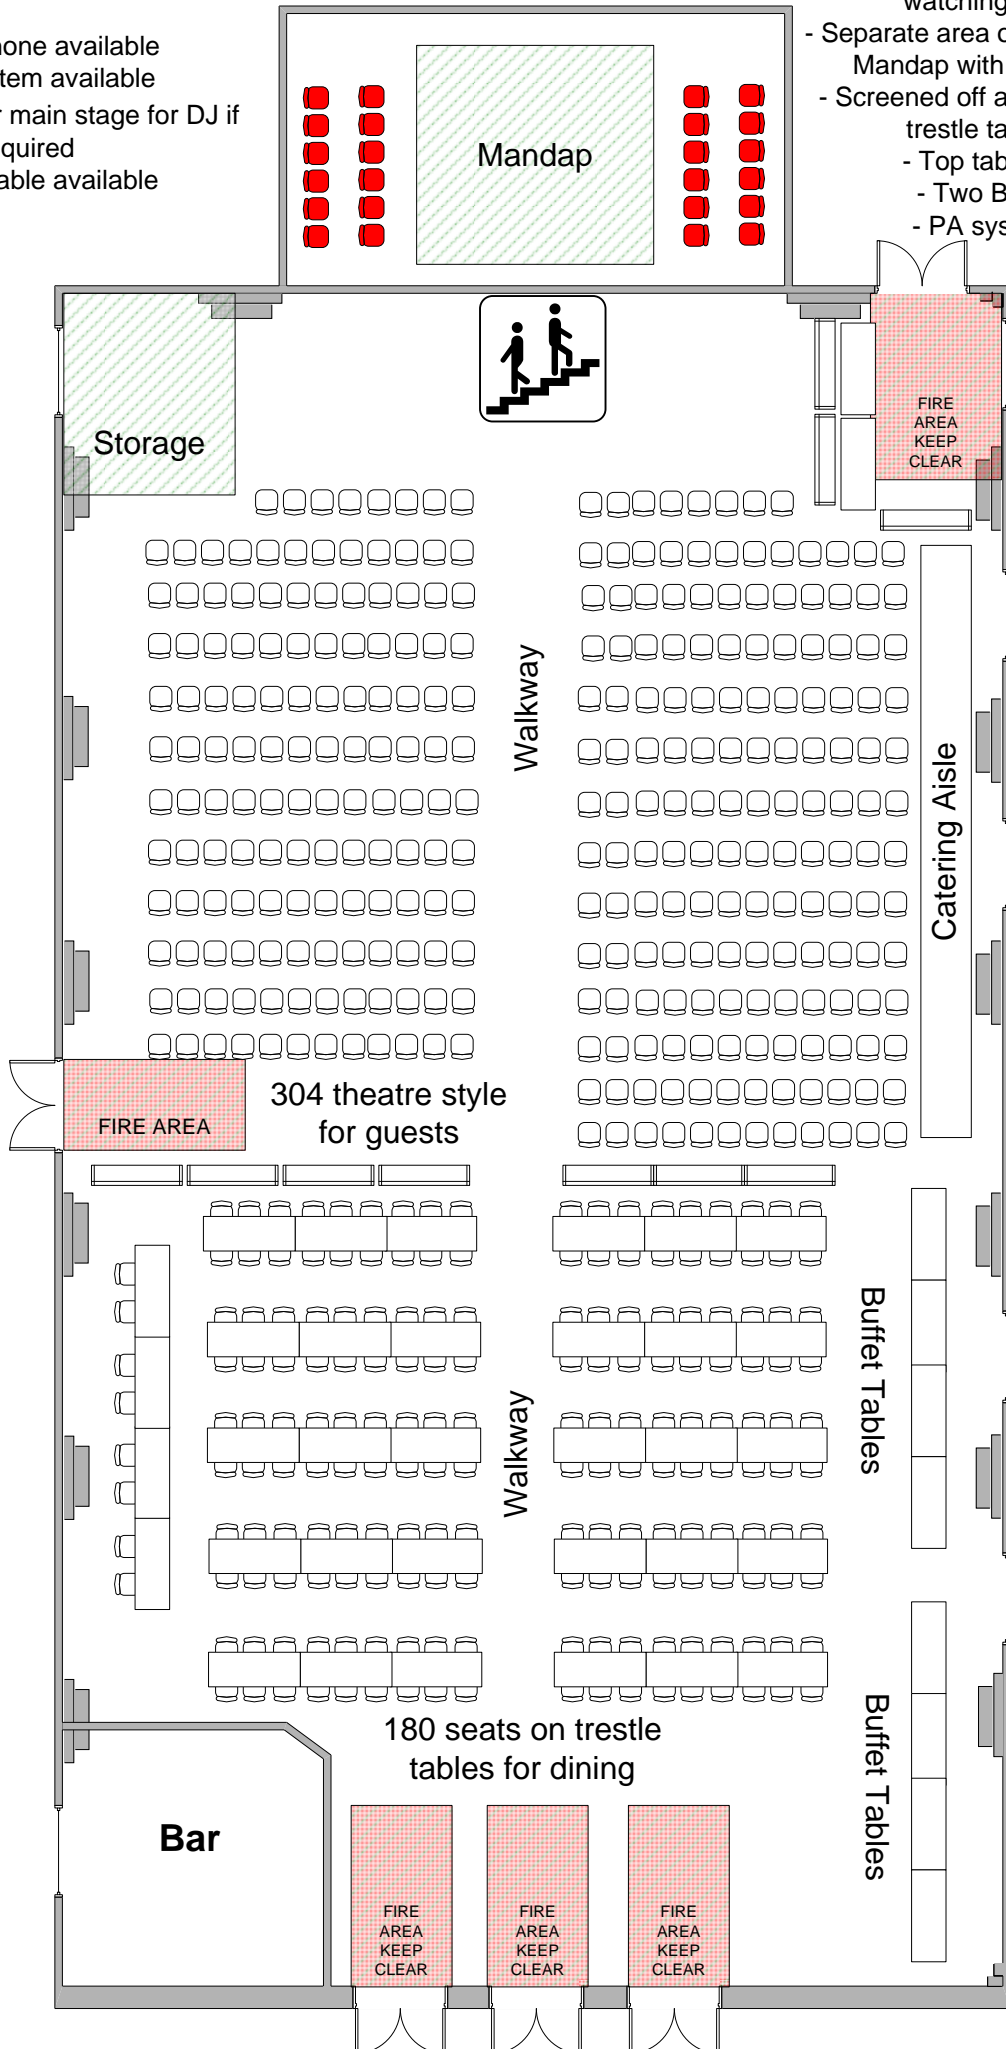 one available
tem available
r main stage for DJ if
quired
able available
watching
- Separate area o
Mandap with
- Screened off a
trestle ta
- Top tab
- Two B
- PA sys
Mandap
Storage
FIRE
AREA
KEEP
CLEAR
Walkway
Catering Aisle
FIRE AREA
304 theatre style
for guests
Buffet Tables
Walkway
180 seats on trestle
tables for dining
Buffet Tables
Bar
FIRE
AREA
KEEP
CLEAR
FIRE
AREA
KEEP
CLEAR
FIRE
AREA
KEEP
CLEAR